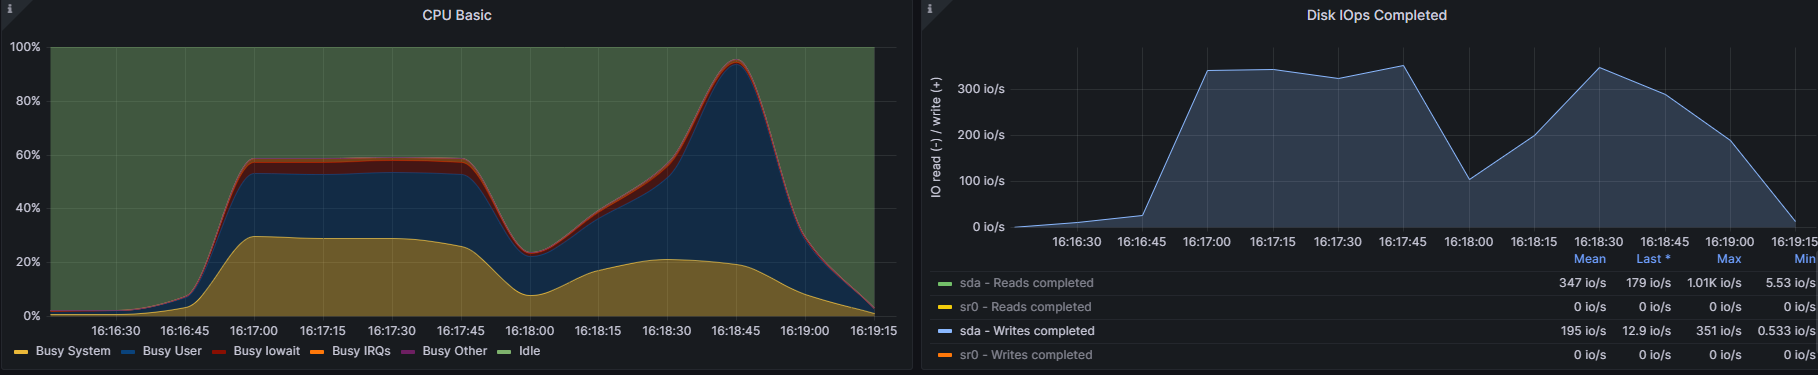 CPU Basic
100%
80%
60%
40%
20%
0%
16:16:30 16:16:45 16:17:00 16:17:15 16:17:30 16:17:45 16:18:00 16:18:15 16:18:30 16:18:45 16:19:00 16:19:15
Busy System Busy User Busy Iowait Busy IRQs Busy Other Idle
Disk IOps Completed
IO read (-) / write (+)
300 io/s
200 io/s
100 io/s
0 io/s
16:16:30 16:16:45 16:17:00 16:17:15 16:17:30 16:17:45 16:18:00 16:18:15 16:18:30 16:18:45 16:19:00 16:19:15
Mean Last * Max Min
sda - Reads completed 347 io/s 179 io/s 1.01K io/s 5.53 io/s
sr0 - Reads completed 0 io/s 0 io/s 0 io/s 0 io/s
sda - Writes completed 195 io/s 12.9 io/s 351 io/s 0.533 io/s
sr0 - Writes completed 0 io/s 0 io/s 0 io/s 0 io/s